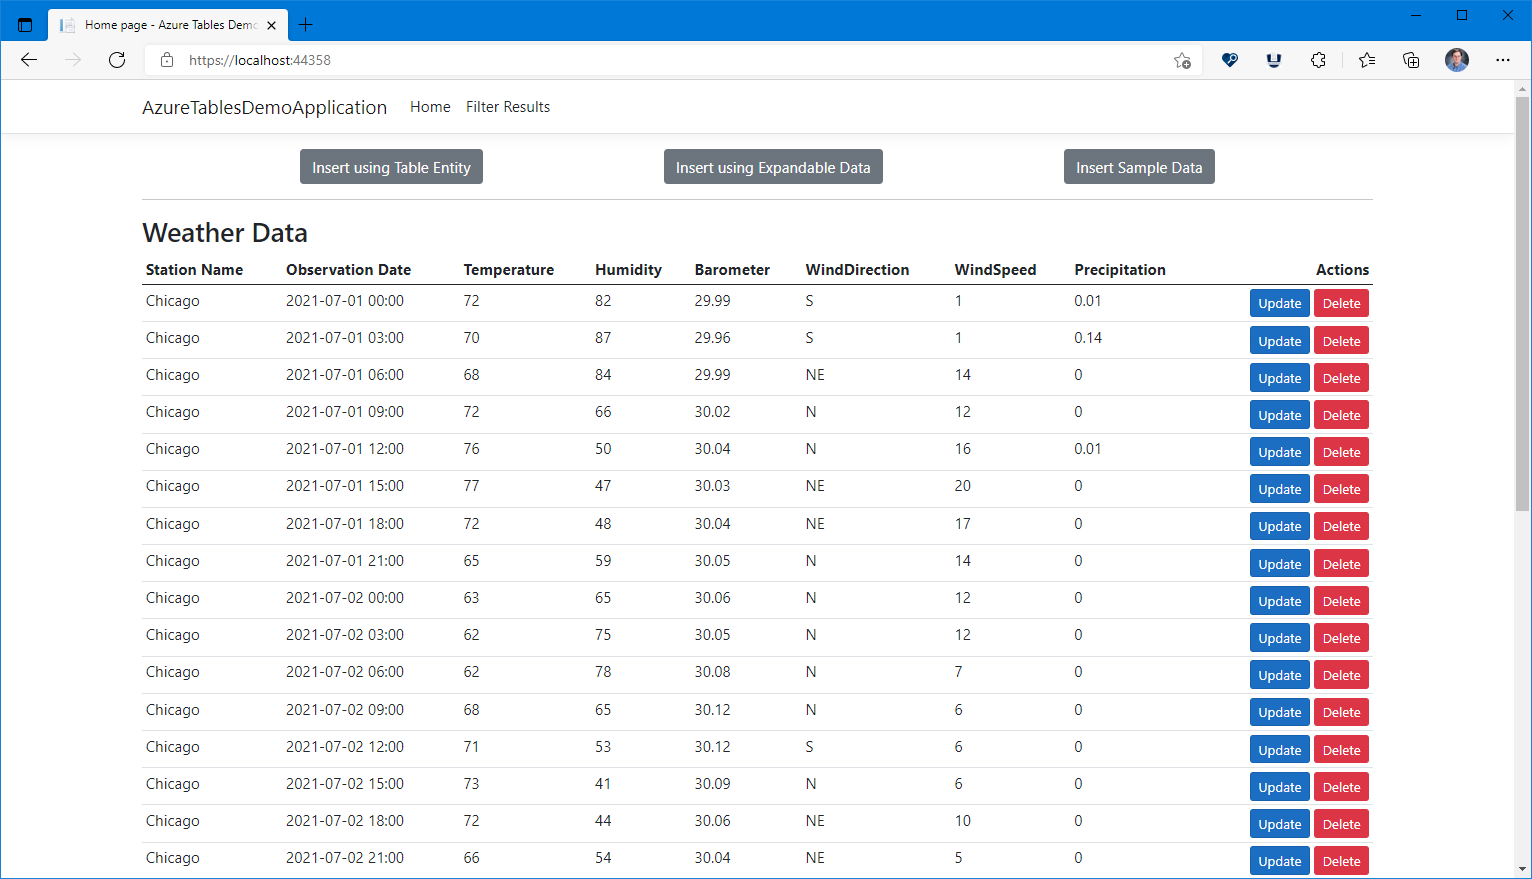 Home page - Azure Tables Demo
https://localhost:44358
AzureTablesDemoApplication Home Filter Results
Insert using Table Entity Insert using Expandable Data Insert Sample Data
Weather Data
Station Name Observation Date Temperature Humidity Barometer WindDirection WindSpeed Precipitation Actions
Chicago 2021-07-01 00:00 72 82 29.99 S 1 0.01 Update Delete
Chicago 2021-07-01 03:00 70 87 29.96 S 1 0.14 Update Delete
Chicago 2021-07-01 06:00 68 84 29.99 NE 14 0 Update Delete
Chicago 2021-07-01 09:00 72 66 30.02 N 12 0 Update Delete
Chicago 2021-07-01 12:00 76 50 30.04 N 16 0.01 Update Delete
Chicago 2021-07-01 15:00 77 47 30.03 NE 20 0 Update Delete
Chicago 2021-07-01 18:00 72 48 30.04 NE 17 0 Update Delete
Chicago 2021-07-01 21:00 65 59 30.05 N 14 0 Update Delete
Chicago 2021-07-02 00:00 63 65 30.06 N 12 0 Update Delete
Chicago 2021-07-02 03:00 62 75 30.05 N 12 0 Update Delete
Chicago 2021-07-02 06:00 62 78 30.08 N 7 0 Update Delete
Chicago 2021-07-02 09:00 68 65 30.12 N 6 0 Update Delete
Chicago 2021-07-02 12:00 71 53 30.12 S 6 0 Update Delete
Chicago 2021-07-02 15:00 73 41 30.09 N 6 0 Update Delete
Chicago 2021-07-02 18:00 72 44 30.06 NE 10 0 Update Delete
Chicago 2021-07-02 21:00 66 54 30.04 NE 5 0 Update Delete